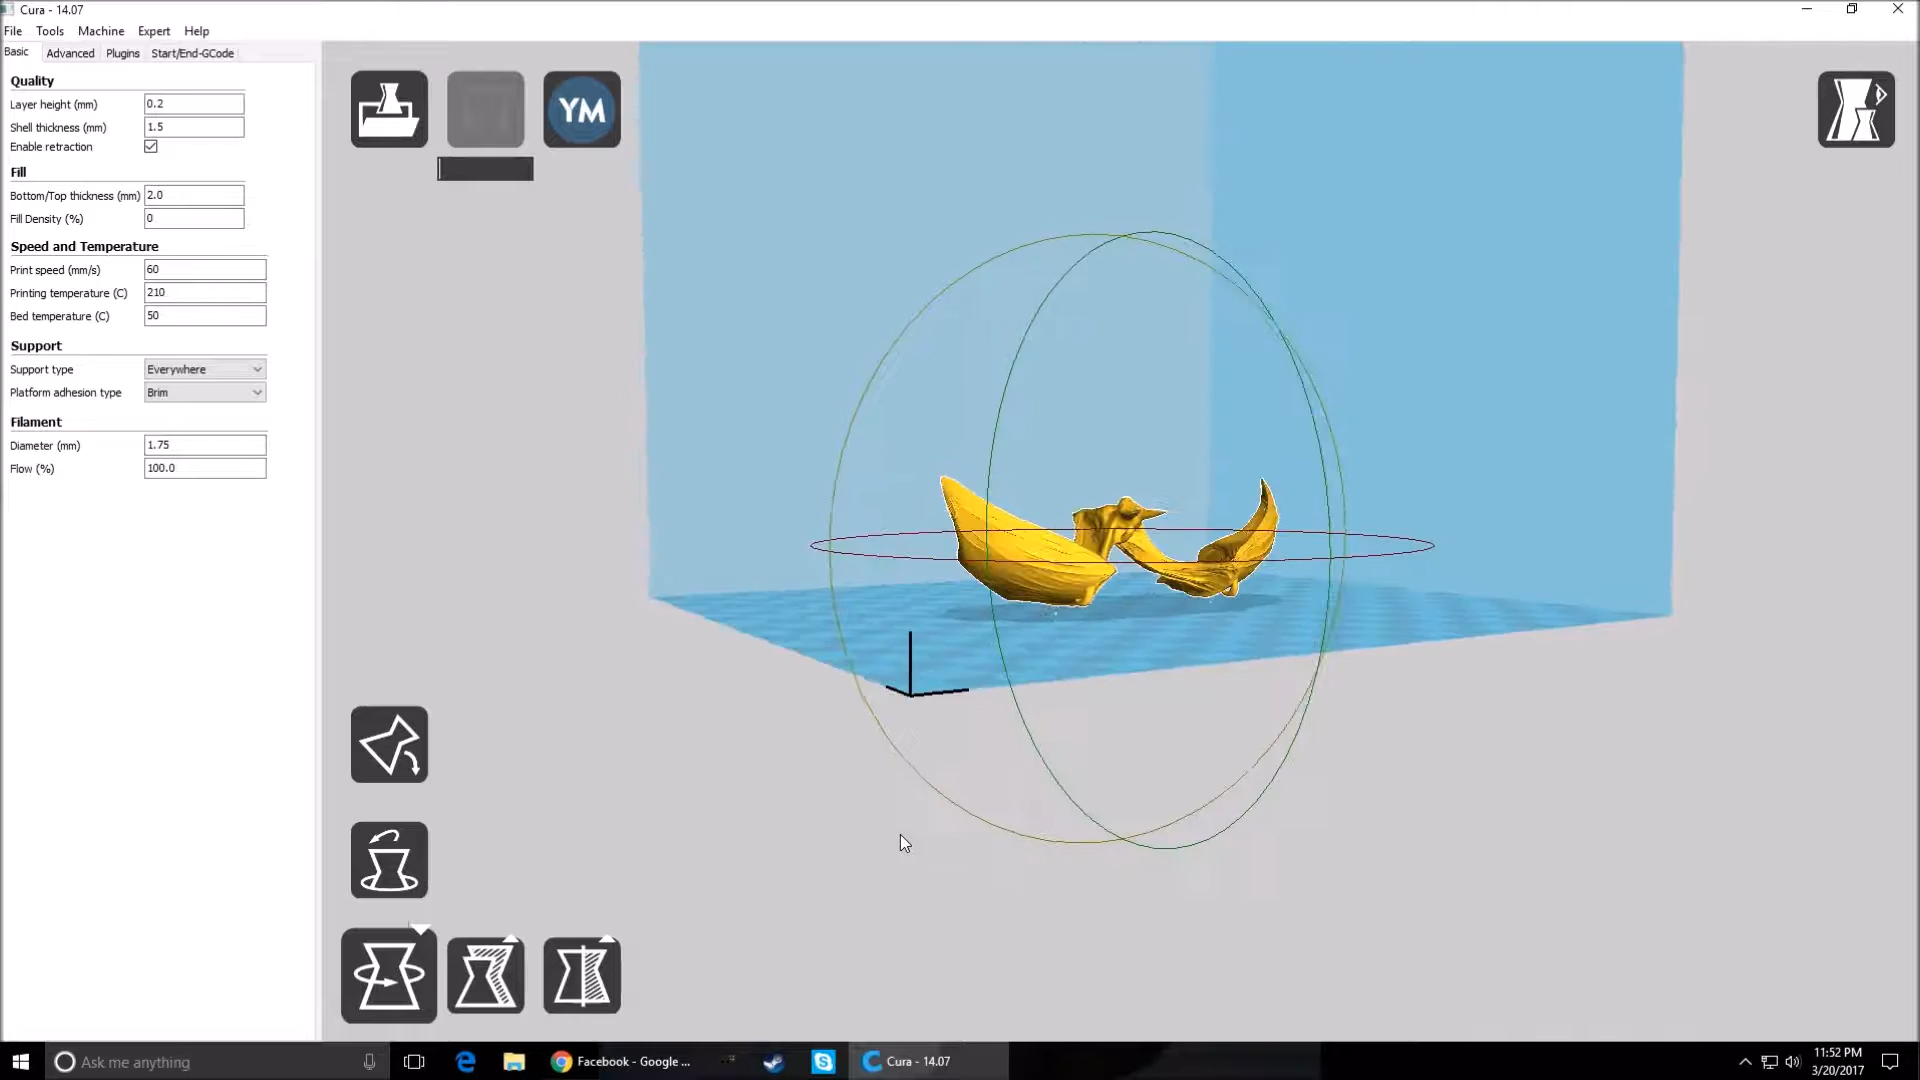 Cura - 14.07
File Tools Machine Expert Help
Basic Advanced Plugins Start/End-GCode
Quality
Layer height (mm) 0.2
Shell thickness (mm) 1.5
Enable retraction
Fill
Bottom/Top thickness (mm) 2.0
Fill Density (%) 0
Speed and Temperature
Print speed (mm/s) 60
Printing temperature (C) 210
Bed temperature (C) 50
Support
Support type Everywhere
Platform adhesion type Brim
Filament
Diameter (mm) 1.75
Flow (%) 100.0
YM
Ask me anything
Facebook - Google ...
Cura - 14.07
11:52 PM
3/20/2017